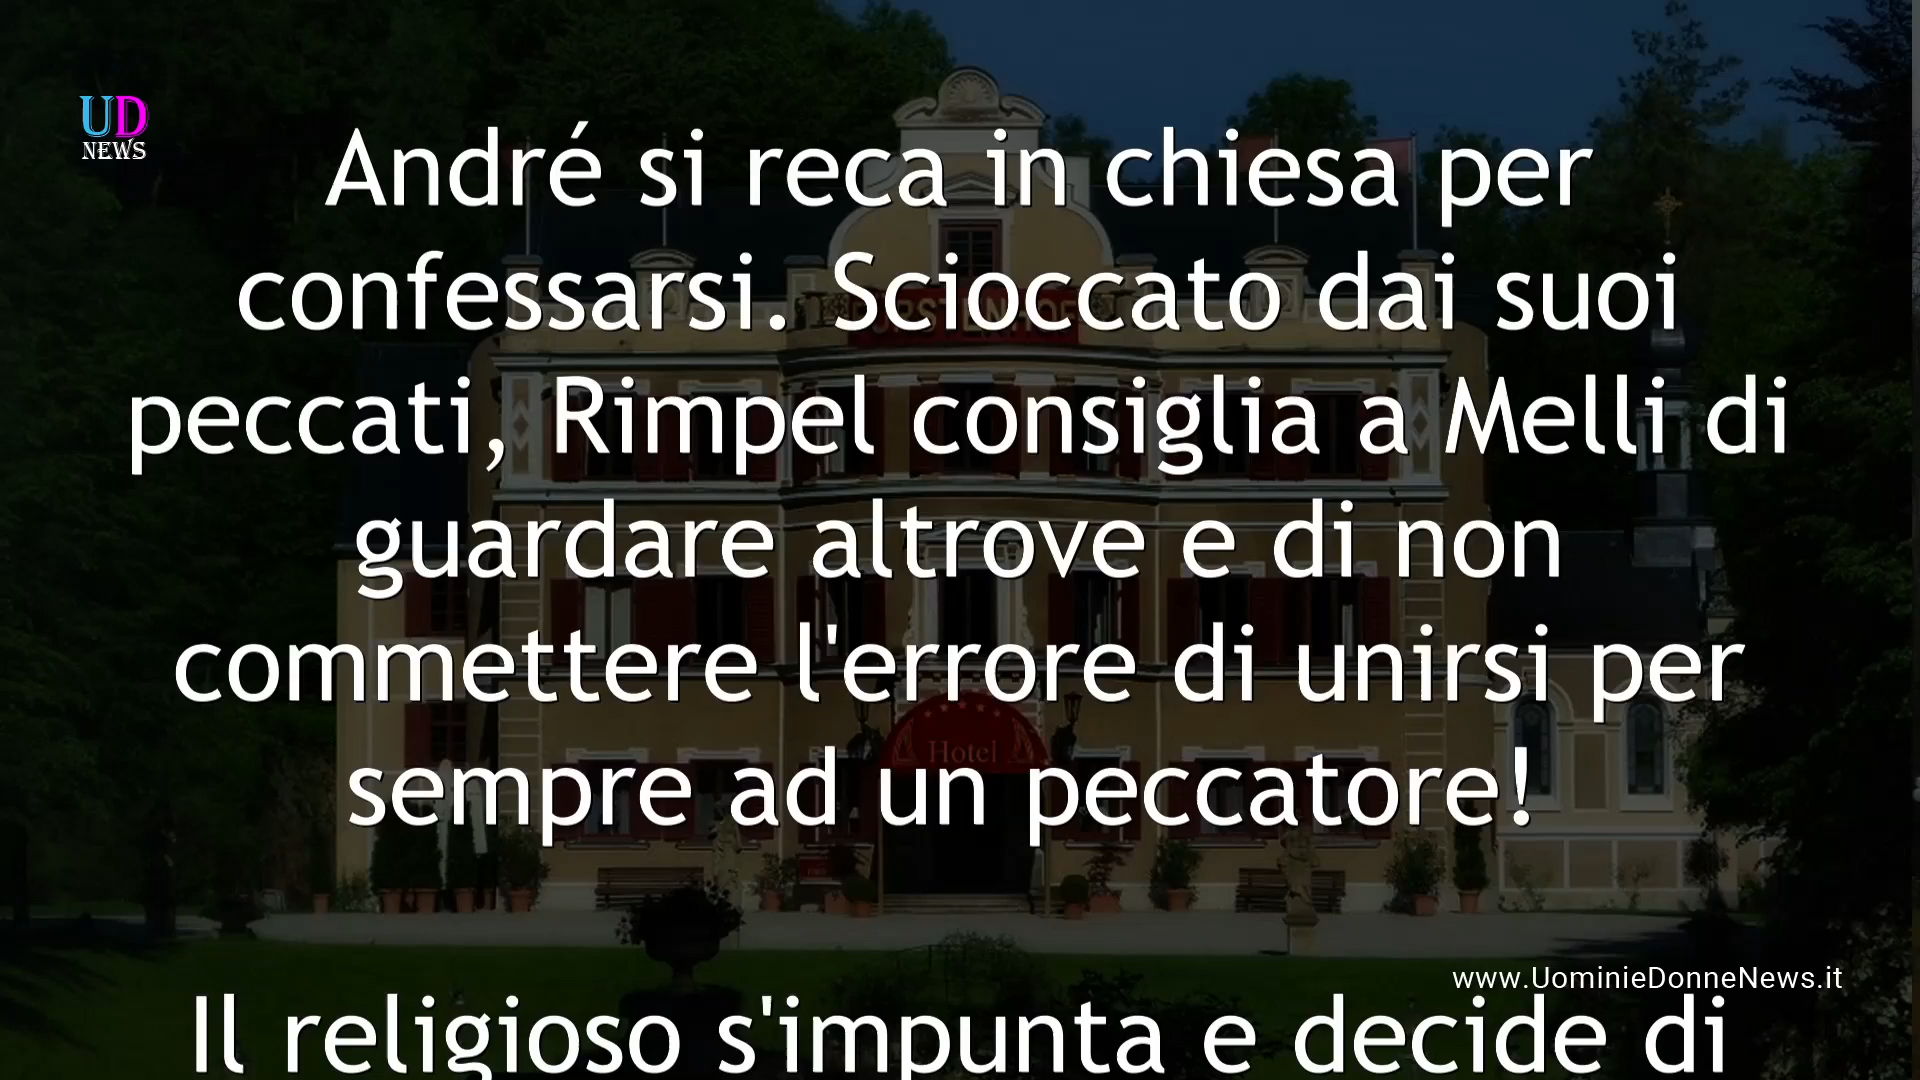 UD
NEWS
André si reca in chiesa per
confessarsi. Scioccato dai suoi
peccati, Rimpel consiglia a Melli di
guardare altrove e di non
commettere l'errore di unirsi per
sempre ad un peccatore!
Hotel
www.UominieDonneNews.it
Il religioso s'impunta e decide di